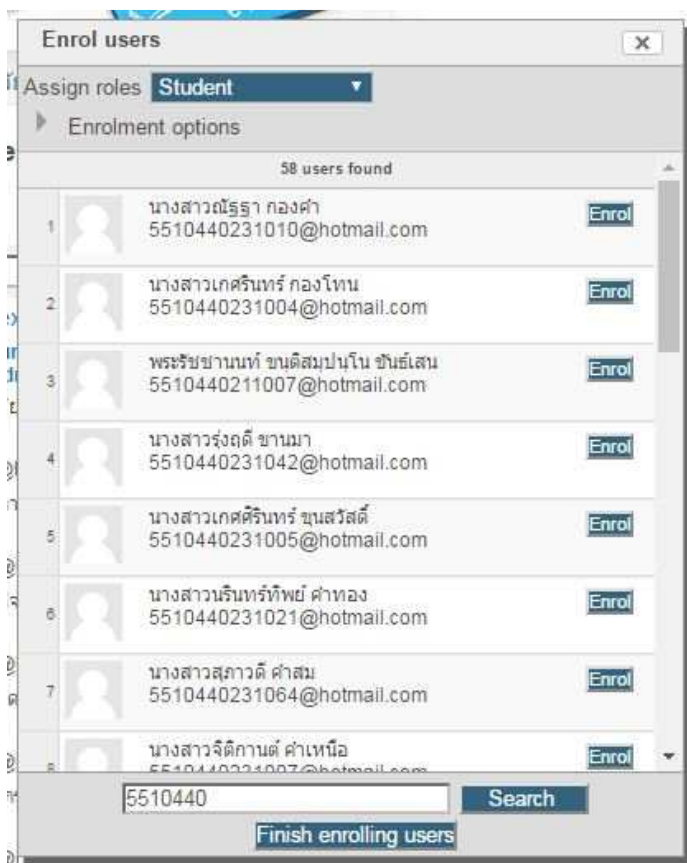 Enrol users
Assign roles Student
Enrolment options
58 users found
1
นางสาวณัฐฐา กองคำ
5510440231010@hotmail.com
Enrol
2
นางสาวเกศรินทร์ กองโทน
5510440231004@hotmail.com
Enrol
3
พระรัชชานนท์ ขนฺติสมฺปนฺโน ขันธ์เสน
5510440211007@hotmail.com
Enrol
4
นางสาวรุ่งฤดี ขานมา
5510440231042@hotmail.com
Enrol
5
นางสาวเกศศิรินทร์ ขุนสวัสดิ์
5510440231005@hotmail.com
Enrol
6
นางสาวนรินทร์ทิพย์ คำทอง
5510440231021@hotmail.com
Enrol
7
นางสาวสุภาวดี คำสม
5510440231064@hotmail.com
Enrol
8
นางสาวจิติกานต์ คำเหนือ
5510440231007@hotmail.com
Enrol
5510440 Search
Finish enrolling users